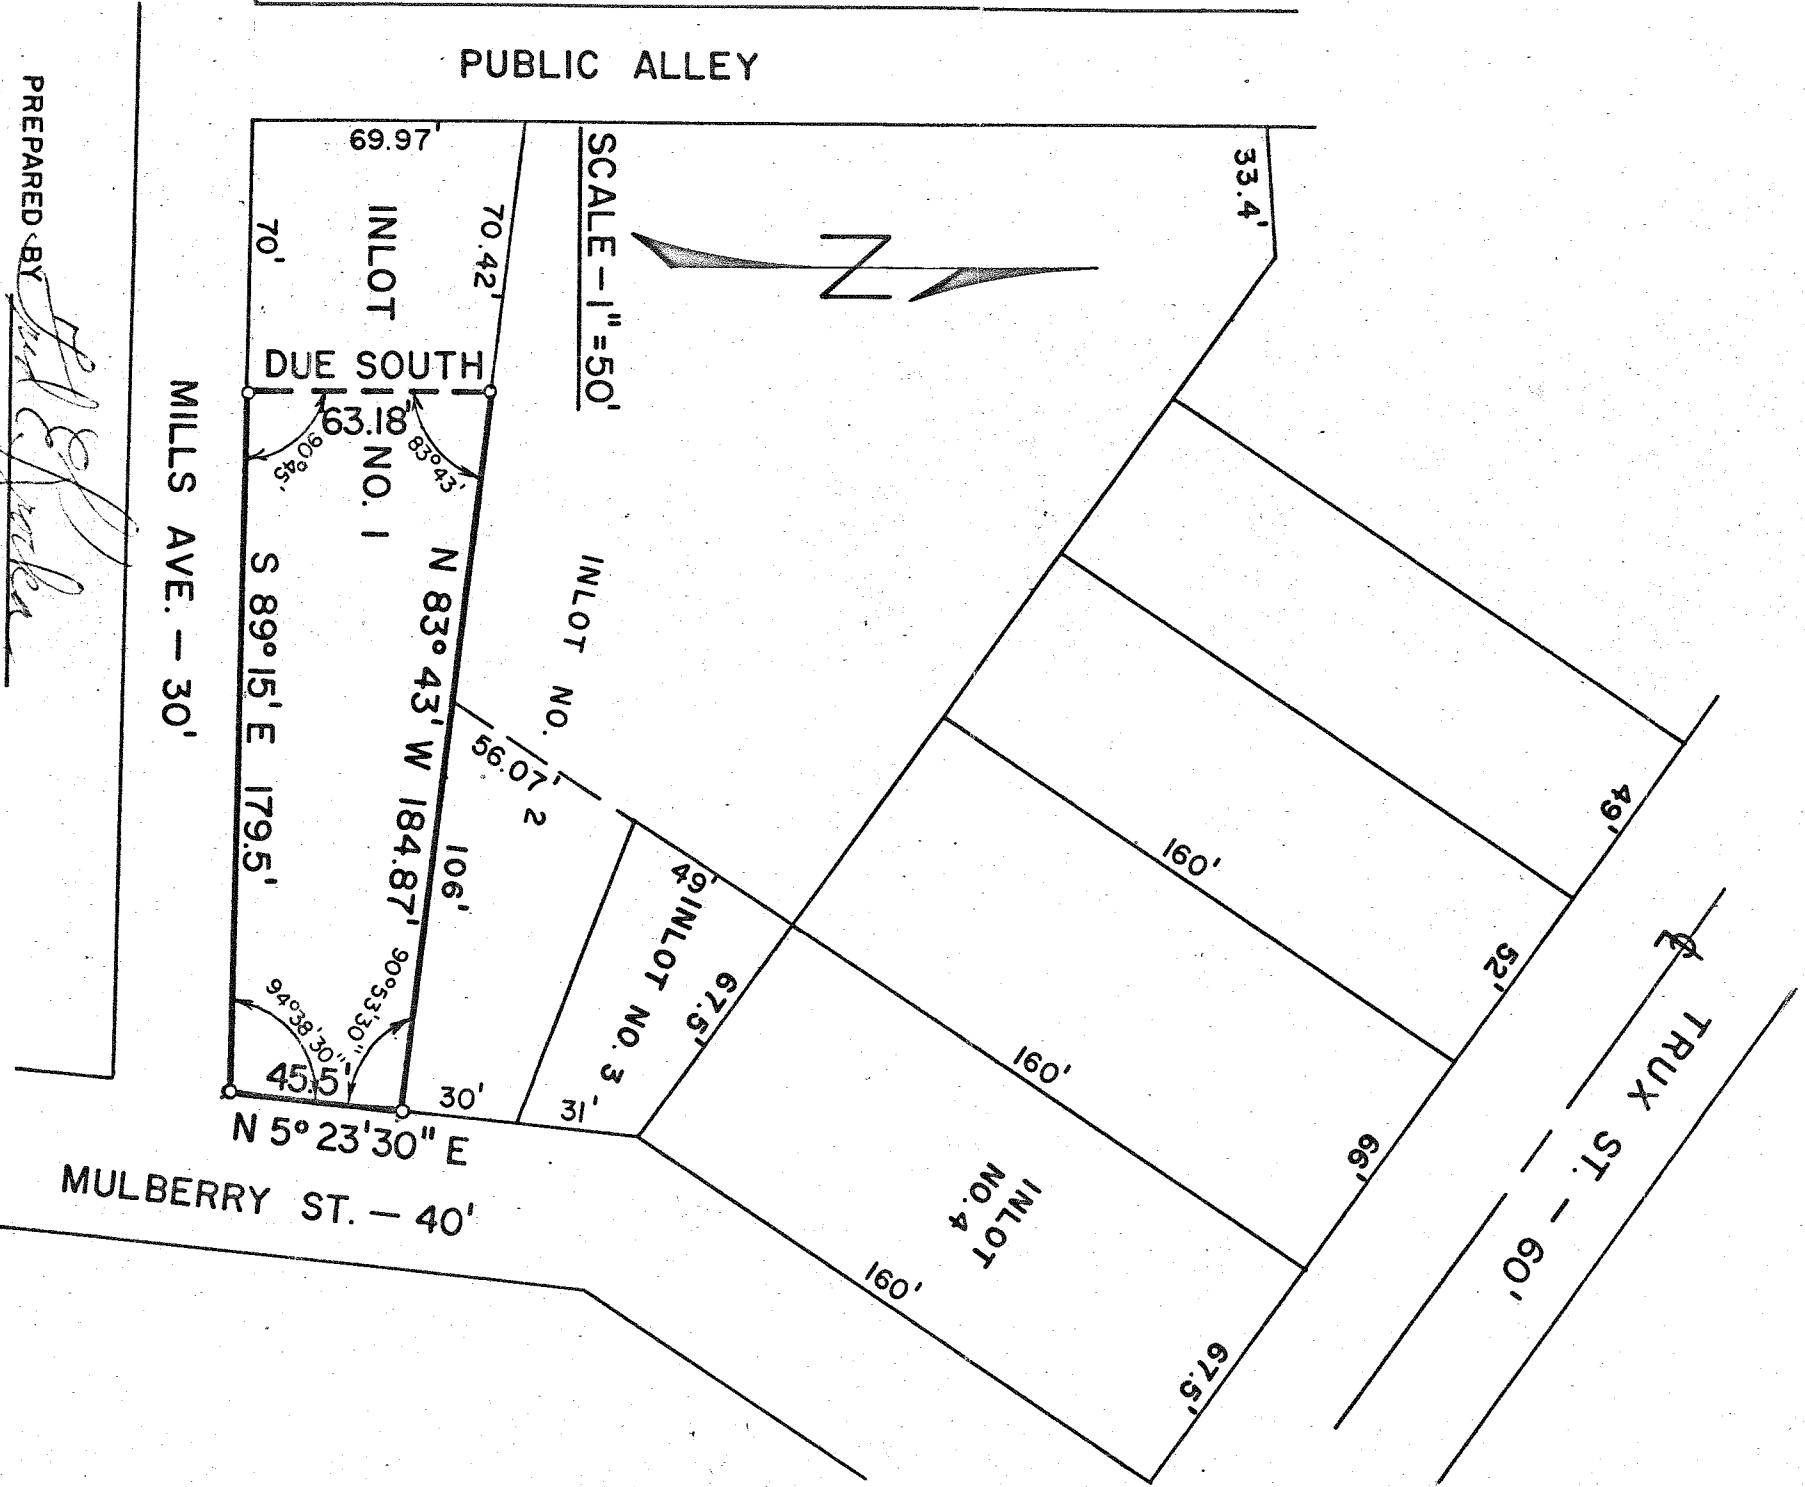 PUBLIC ALLEY
69.97'
70'
70.42'
INLOT NO. 1
DUE SOUTH
63.18'
90°45'
83°43'
SCALE-1"=50'
N
33.4'
MILLS AVE. - 30'
S 89°15' E 179.5'
N 83°43' W 184.87'
106'
INLOT NO. 2
56.07'
49'
INLOT NO. 3
67.5'
94°38'30"
90°53'30"
45.5'
30'
31'
N 5°23'30" E
MULBERRY ST. - 40'
160'
160'
160'
INLOT
NO. 4
49'
52'
66'
67.5'
TRUX ST. - 60'
PREPARED BY